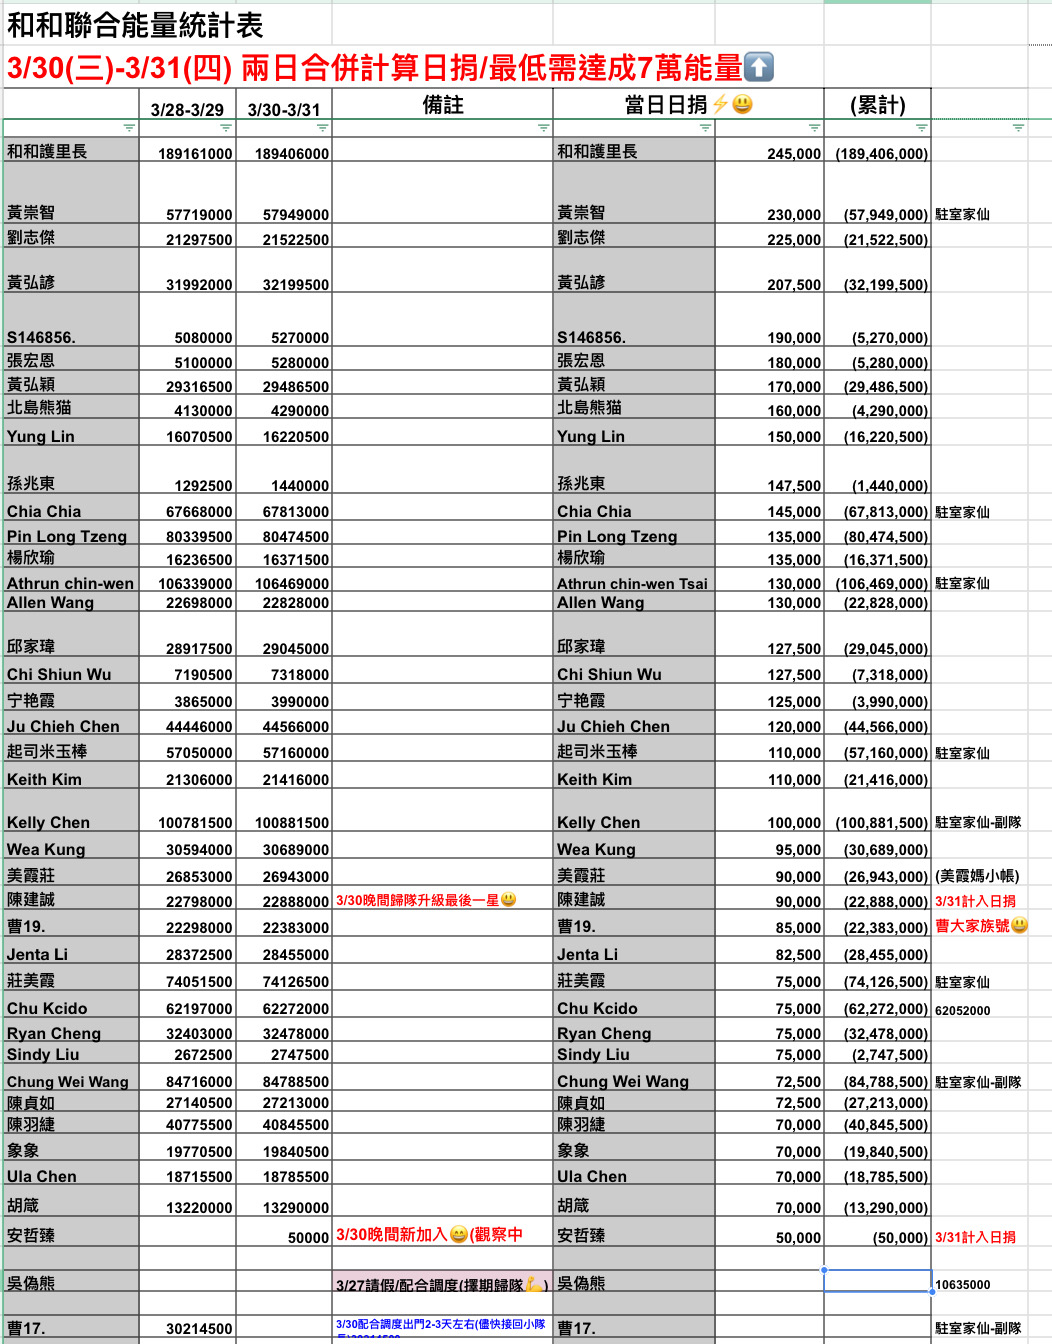 和和聯合能量統計表
3/30(三)-3/31(四) 兩日合併計算日捐/最低需達成7萬能量⬆️
3/28-3/29 3/30-3/31 備註 當日日捐⚡😃 (累計)
和和護里長 189161000 189406000 和和護里長 245,000 (189,406,000)
黃崇智 57719000 57949000 黃崇智 230,000 (57,949,000) 駐室家仙
劉志傑 21297500 21522500 劉志傑 225,000 (21,522,500)
黃弘諺 31992000 32199500 黃弘諺 207,500 (32,199,500)
S146856. 5080000 5270000 S146856. 190,000 (5,270,000)
張宏恩 5100000 5280000 張宏恩 180,000 (5,280,000)
黃弘穎 29316500 29486500 黃弘穎 170,000 (29,486,500)
北島熊猫 4130000 4290000 北島熊猫 160,000 (4,290,000)
Yung Lin 16070500 16220500 Yung Lin 150,000 (16,220,500)
孫兆東 1292500 1440000 孫兆東 147,500 (1,440,000)
Chia Chia 67668000 67813000 Chia Chia 145,000 (67,813,000) 駐室家仙
Pin Long Tzeng 80339500 80474500 Pin Long Tzeng 135,000 (80,474,500)
楊欣瑜 16236500 16371500 楊欣瑜 135,000 (16,371,500)
Athrun chin-wen 106339000 106469000 Athrun chin-wen Tsai 130,000 (106,469,000) 駐室家仙
Allen Wang 22698000 22828000 Allen Wang 130,000 (22,828,000)
邱家瑋 28917500 29045000 邱家瑋 127,500 (29,045,000)
Chi Shiun Wu 7190500 7318000 Chi Shiun Wu 127,500 (7,318,000)
宁艳霞 3865000 3990000 宁艳霞 125,000 (3,990,000)
Ju Chieh Chen 44446000 44566000 Ju Chieh Chen 120,000 (44,566,000)
起司米玉棒 57050000 57160000 起司米玉棒 110,000 (57,160,000) 駐室家仙
Keith Kim 21306000 21416000 Keith Kim 110,000 (21,416,000)
Kelly Chen 100781500 100881500 Kelly Chen 100,000 (100,881,500) 駐室家仙-副隊
Wea Kung 30594000 30689000 Wea Kung 95,000 (30,689,000)
美霞莊 26853000 26943000 美霞莊 90,000 (26,943,000) (美霞媽小帳)
陳建誠 22798000 22888000 3/30晚間歸隊升級最後一星😃 陳建誠 90,000 (22,888,000) 3/31計入日捐
曹19. 22298000 22383000 曹19. 85,000 (22,383,000) 曹大家族號😃
Jenta Li 28372500 28455000 Jenta Li 82,500 (28,455,000)
莊美霞 74051500 74126500 莊美霞 75,000 (74,126,500) 駐室家仙
Chu Kcido 62197000 62272000 Chu Kcido 75,000 (62,272,000) 62052000
Ryan Cheng 32403000 32478000 Ryan Cheng 75,000 (32,478,000)
Sindy Liu 2672500 2747500 Sindy Liu 75,000 (2,747,500)
Chung Wei Wang 84716000 84788500 Chung Wei Wang 72,500 (84,788,500) 駐室家仙-副隊
陳貞如 27140500 27213000 陳貞如 72,500 (27,213,000)
陳羽緁 40775500 40845500 陳羽緁 70,000 (40,845,500)
象象 19770500 19840500 象象 70,000 (19,840,500)
Ula Chen 18715500 18785500 Ula Chen 70,000 (18,785,500)
胡箴 13220000 13290000 胡箴 70,000 (13,290,000)
安哲臻 50000 3/30晚間新加入😄(觀察中 安哲臻 50,000 (50,000) 3/31計入日捐
吳偽熊 3/27請假/配合調度(擇期歸隊💪) 吳偽熊 10635000
曹17. 30214500 3/30配合調度出門2-3天左右(儘快接回小隊 曹17. 駐室家仙-副隊